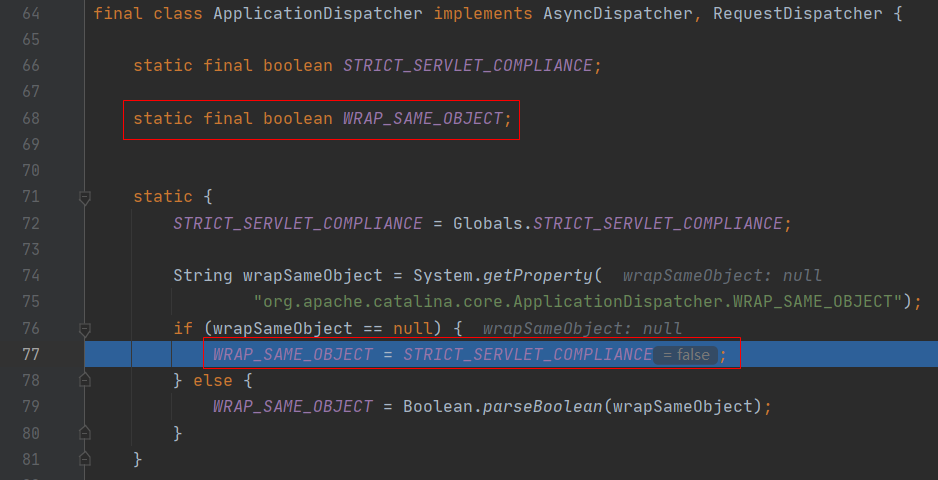 64 final class ApplicationDispatcher implements AsyncDispatcher, RequestDispatcher {
65
66 static final boolean STRICT_SERVLET_COMPLIANCE;
67
68 static final boolean WRAP_SAME_OBJECT;
69
70
71 static {
72 STRICT_SERVLET_COMPLIANCE = Globals.STRICT_SERVLET_COMPLIANCE;
73
74 String wrapSameObject = System.getProperty( wrapSameObject: null
75 "org.apache.catalina.core.ApplicationDispatcher.WRAP_SAME_OBJECT");
76 if (wrapSameObject == null) { wrapSameObject: null
77 WRAP_SAME_OBJECT = STRICT_SERVLET_COMPLIANCE = false ;
78 } else {
79 WRAP_SAME_OBJECT = Boolean.parseBoolean(wrapSameObject);
80 }
81 }